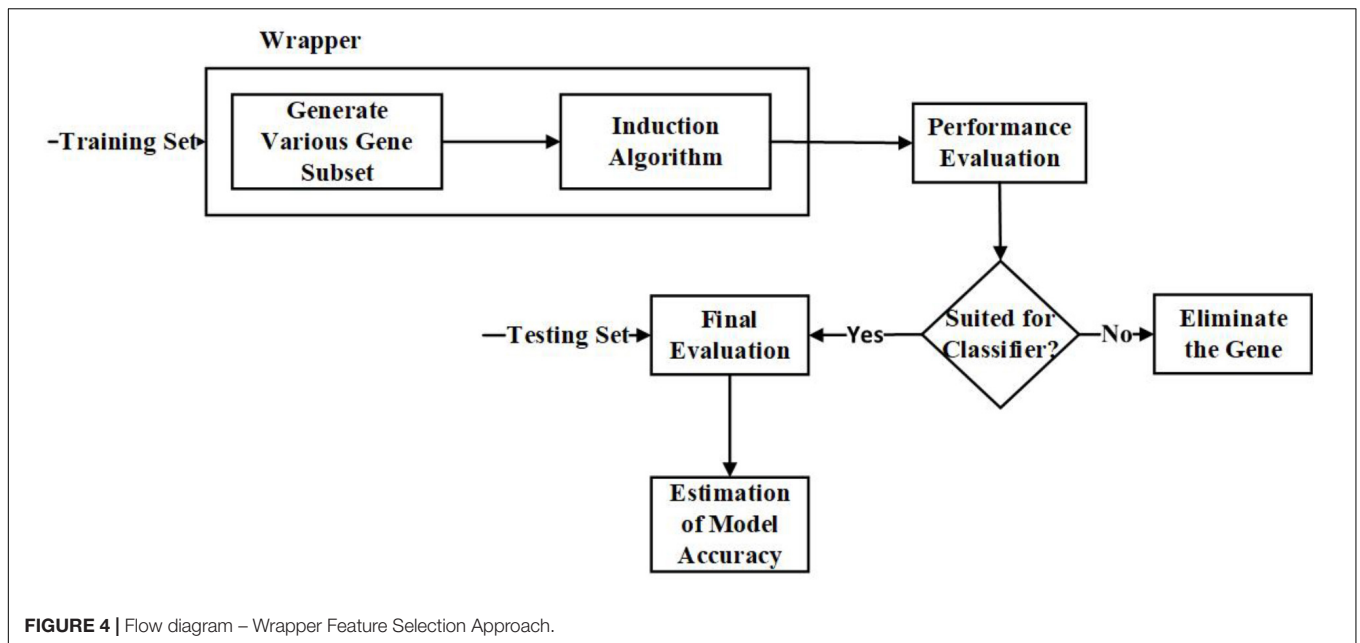 Wrapper
Training Set
Generate
Various Gene
Subset
Induction
Algorithm
Performance
Evaluation
Testing Set
Final
Evaluation
Yes
Suited for
Classifier?
No
Eliminate
the Gene
Estimation
of Model
Accuracy
FIGURE 4 | Flow diagram – Wrapper Feature Selection Approach.